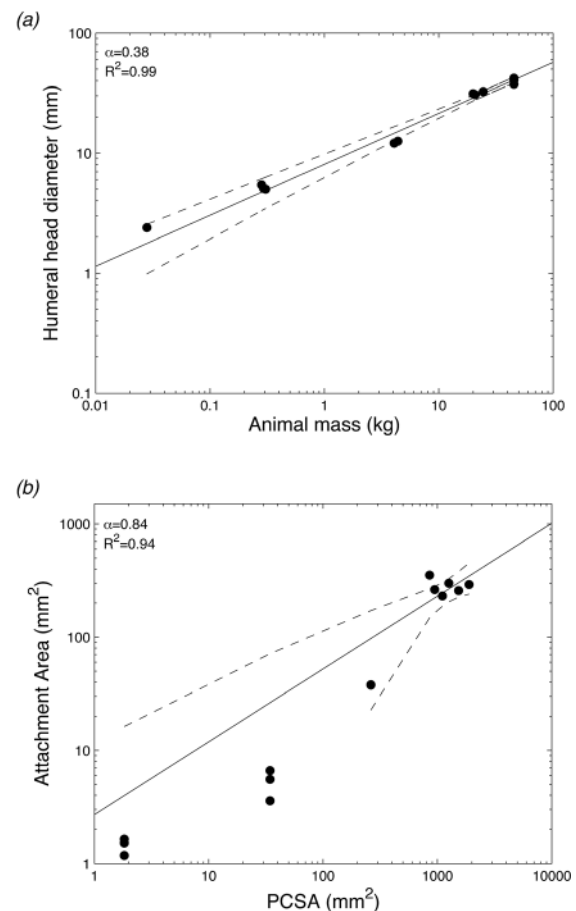 (a)
α=0.38
R²=0.99
Humeral head diameter (mm)
100
10
1
0.1
0.01
0.1
1
10
100
Animal mass (kg)
(b)
α=0.84
R²=0.94
Attachment Area (mm²)
1000
100
10
1
1
10
100
1000
10000
PCSA (mm²)